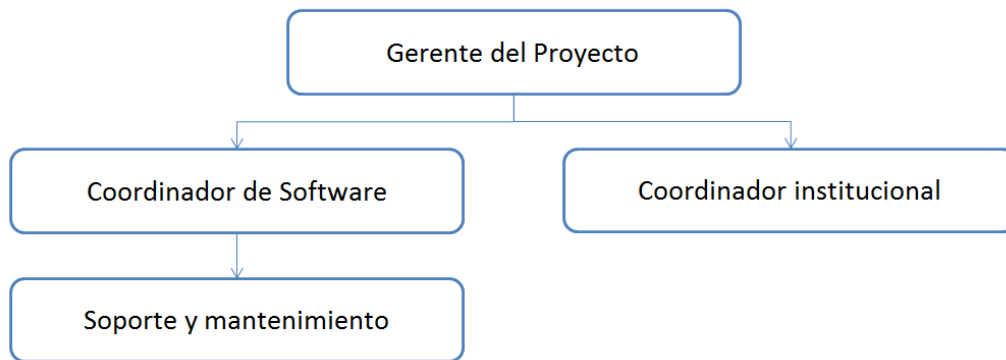 Gerente del Proyecto
Coordinador de Software
Coordinador institucional
Soporte y mantenimiento